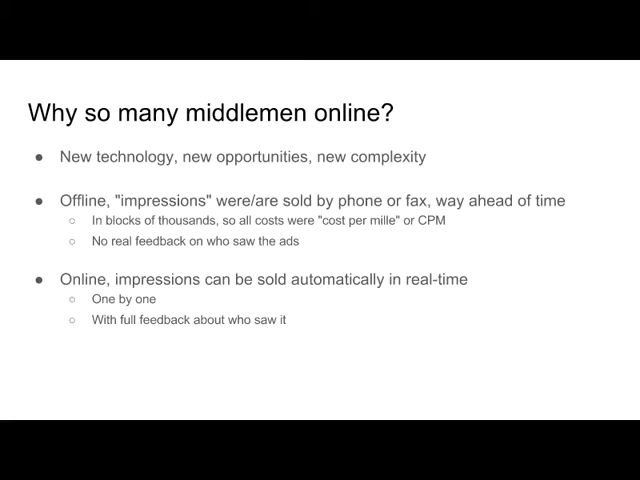 Why so many middlemen online?
● New technology, new opportunities, new complexity
● Offline, "impressions" were/are sold by phone or fax, way ahead of time
○ In blocks of thousands, so all costs were "cost per mille" or CPM
○ No real feedback on who saw the ads
● Online, impressions can be sold automatically in real-time
○ One by one
○ With full feedback about who saw it